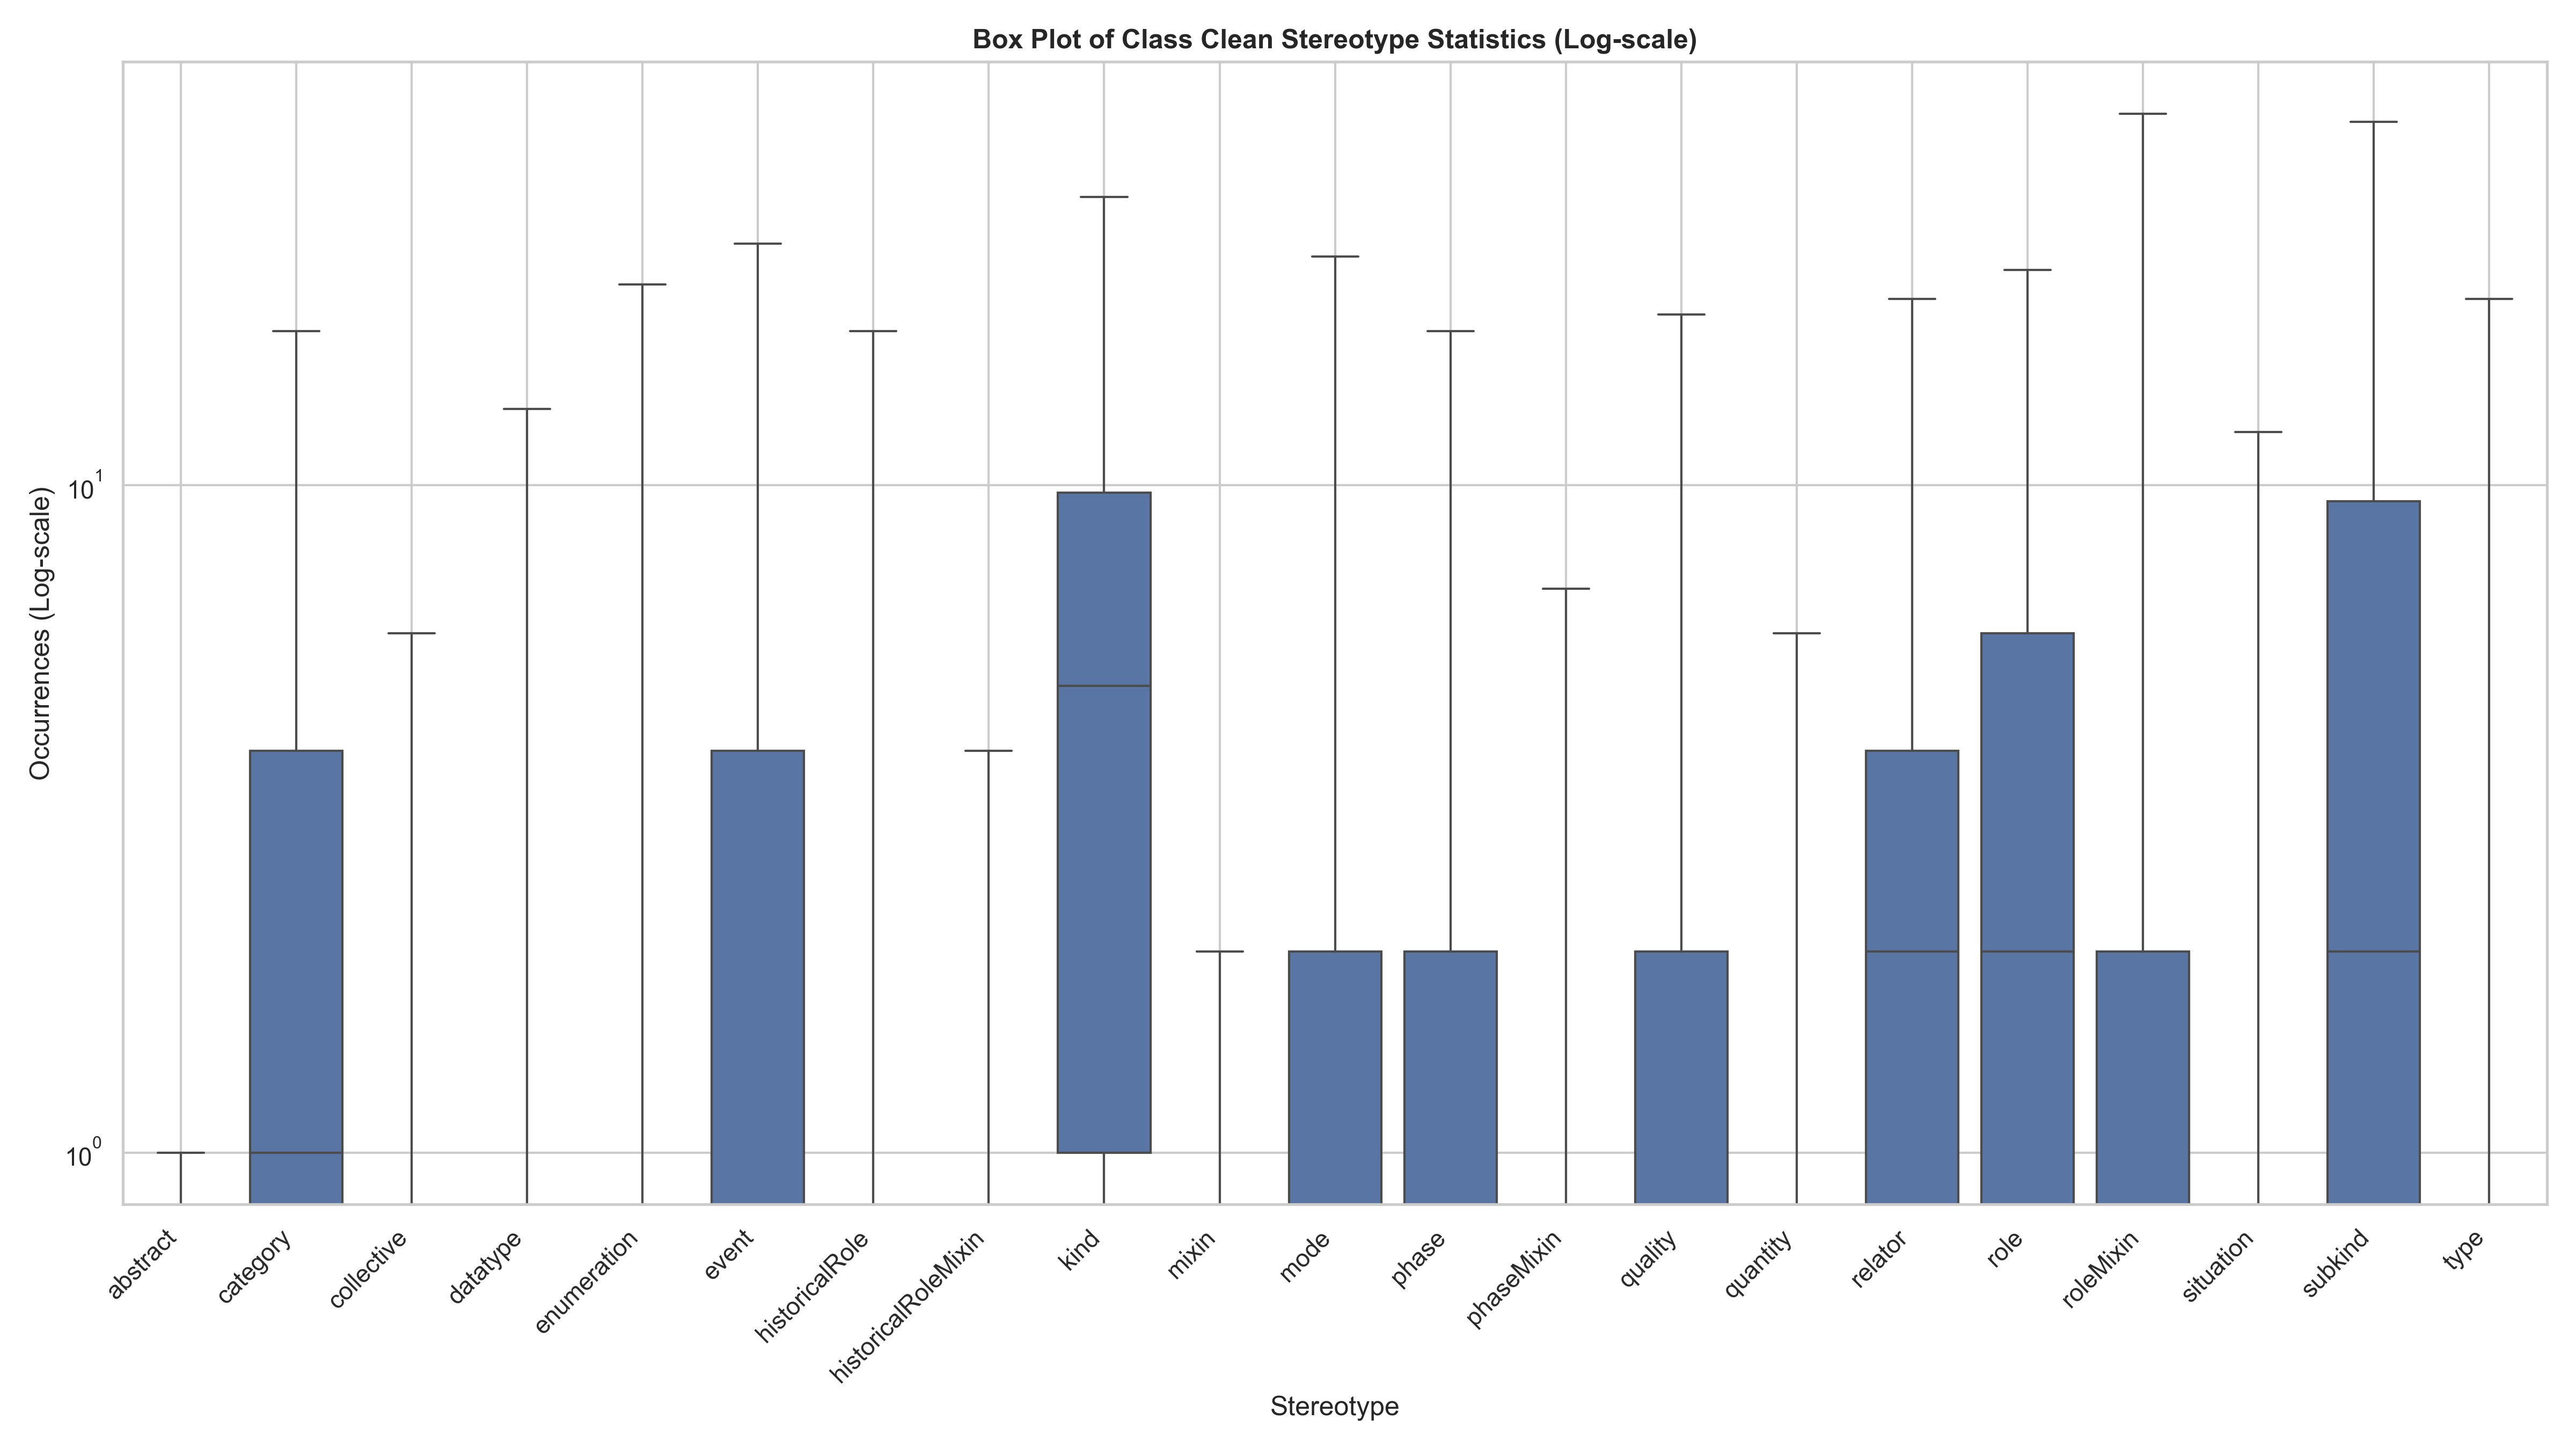 Box Plot of Class Clean Stereotype Statistics (Log-scale)
Occurrences (Log-scale)
10¹
10⁰
abstract
category
collective
datatype
enumeration
event
historicalRole
historicalRoleMixin
kind
mixin
mode
phase
phaseMixin
quality
quantity
relator
role
roleMixin
situation
subkind
type
Stereotype